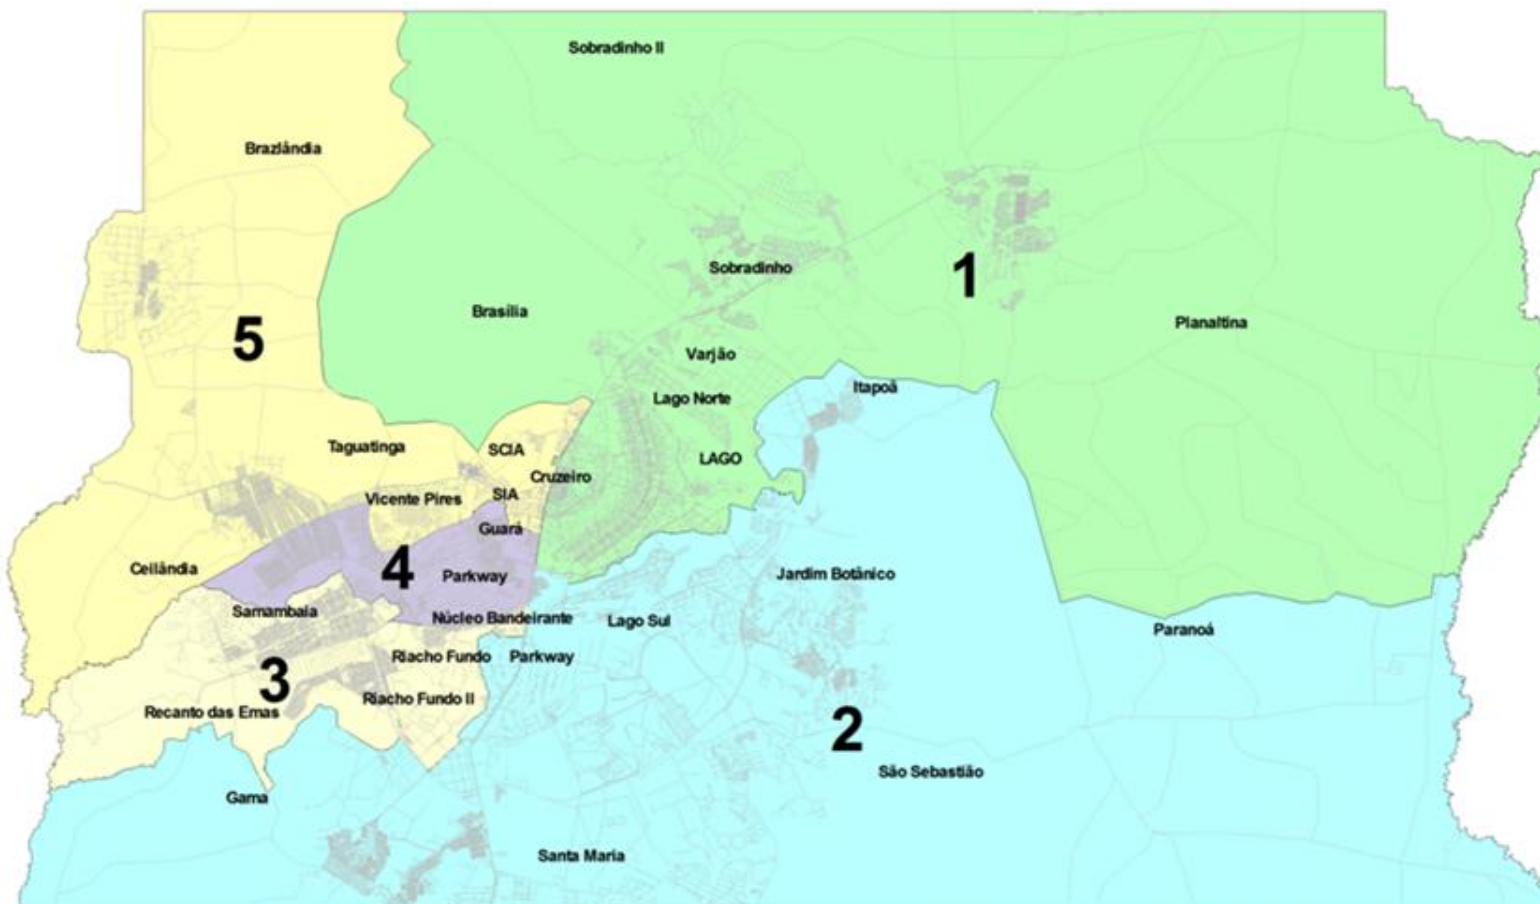 Sobradinho II
Brazlândia
Sobradinho
1
Brasília
Planaltina
5
Varjão
Itapoã
Lago Norte
Taguatinga
SCIA
LAGO
Cruzeiro
Vicente Pires
SIA
Guará
Ceilândia
4
Parkway
Jardim Botânico
Samambaia
Núcleo Bandeirante
Lago Sul
Paranoá
Riacho Fundo
Parkway
3
Riacho Fundo II
Recanto das Emas
2
São Sebastião
Gama
Santa Maria